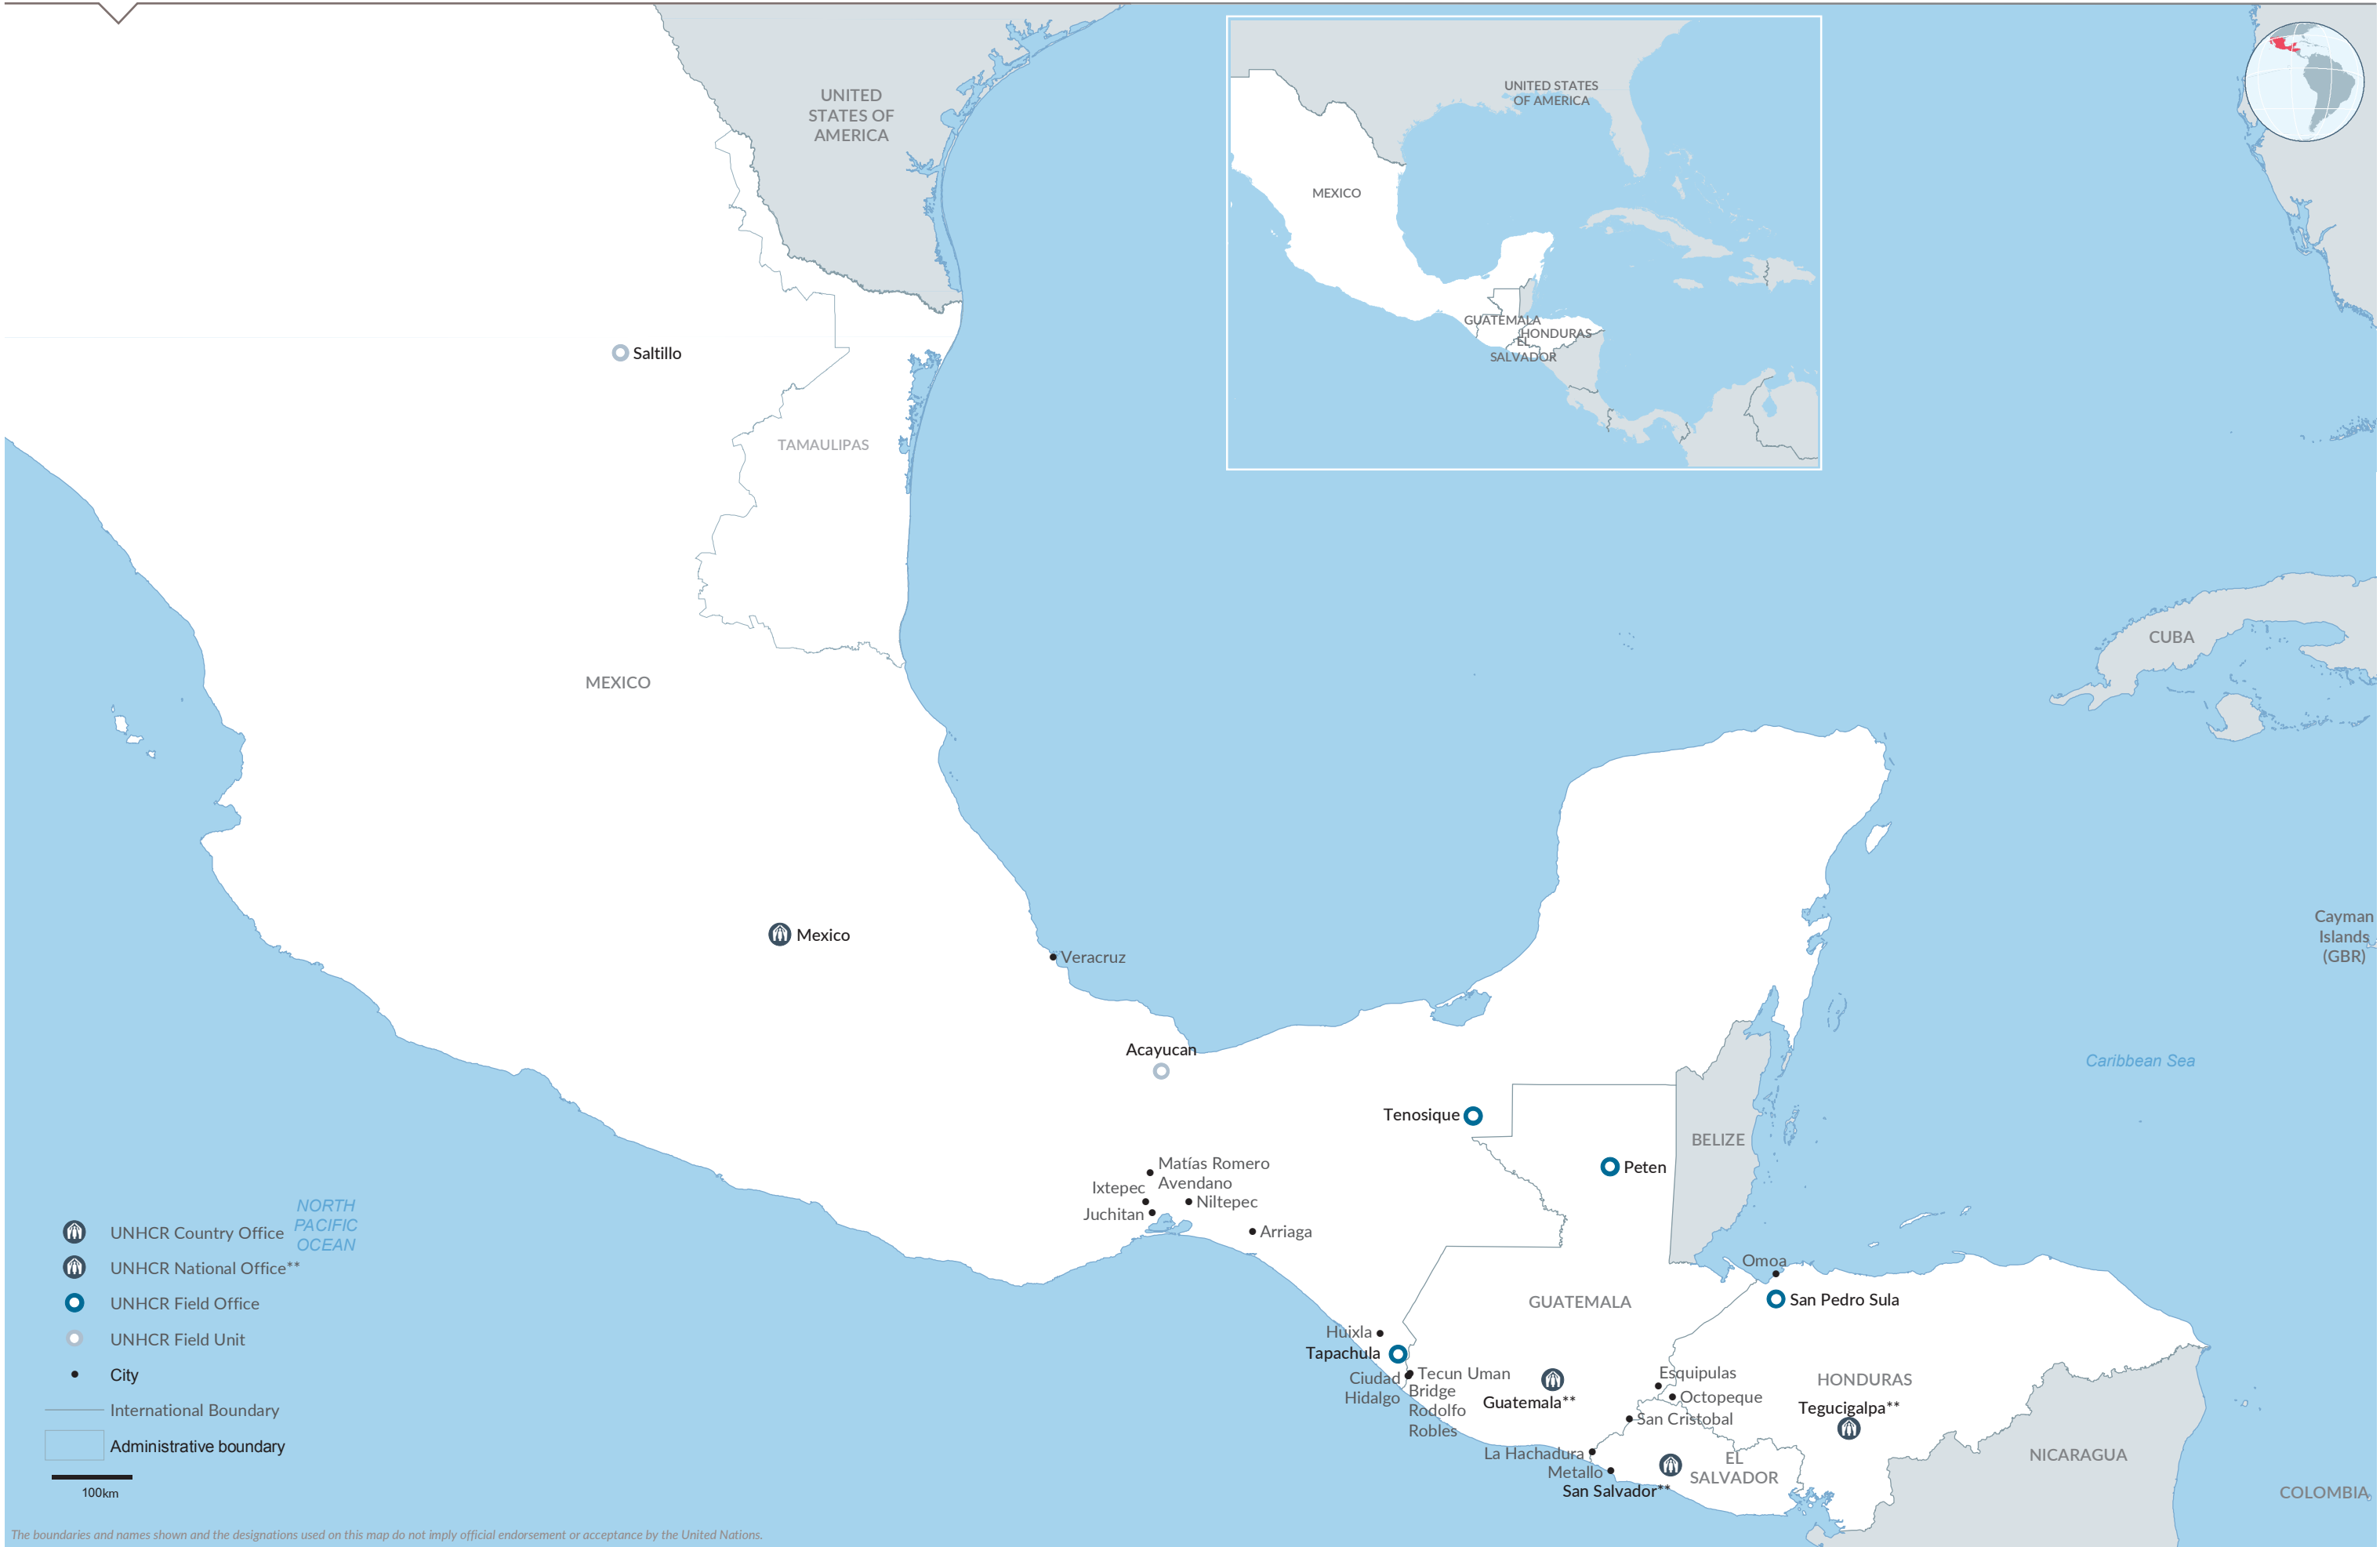 UNITED
STATES OF
AMERICA
UNITED STATES
OF AMERICA
MEXICO
GUATEMALA
HONDURAS
EL
SALVADOR
Saltillo
TAMAULIPAS
CUBA
MEXICO
Mexico
Veracruz
Cayman
Islands
(GBR)
Acayucan
Caribbean Sea
Tenosique
BELIZE
Peten
Matías Romero
Avendano
Ixtepec
Niltepec
Juchitan
Arriaga
NORTH
PACIFIC
OCEAN
Omoa
San Pedro Sula
GUATEMALA
Huixla
Tapachula
Ciudad
Hidalgo
Tecun Uman
Bridge
Rodolfo
Robles
Guatemala**
Esquipulas
Octopeque
HONDURAS
Tegucigalpa**
San Cristobal
La Hachadura
Metallo
San Salvador**
EL
SALVADOR
NICARAGUA
COLOMBIA
UNHCR Country Office
UNHCR National Office**
UNHCR Field Office
UNHCR Field Unit
City
International Boundary
Administrative boundary
100km
The boundaries and names shown and the designations used on this map do not imply official endorsement or acceptance by the United Nations.